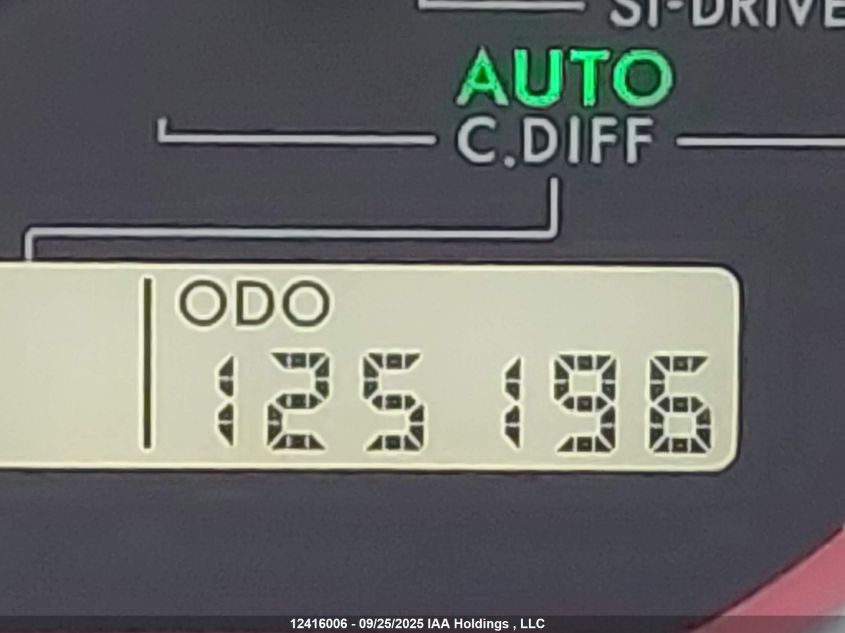 SI-DRIVE
AUTO
C.DIFF
ODO
125196
12416006 - 09/25/2025 IAA Holdings , LLC